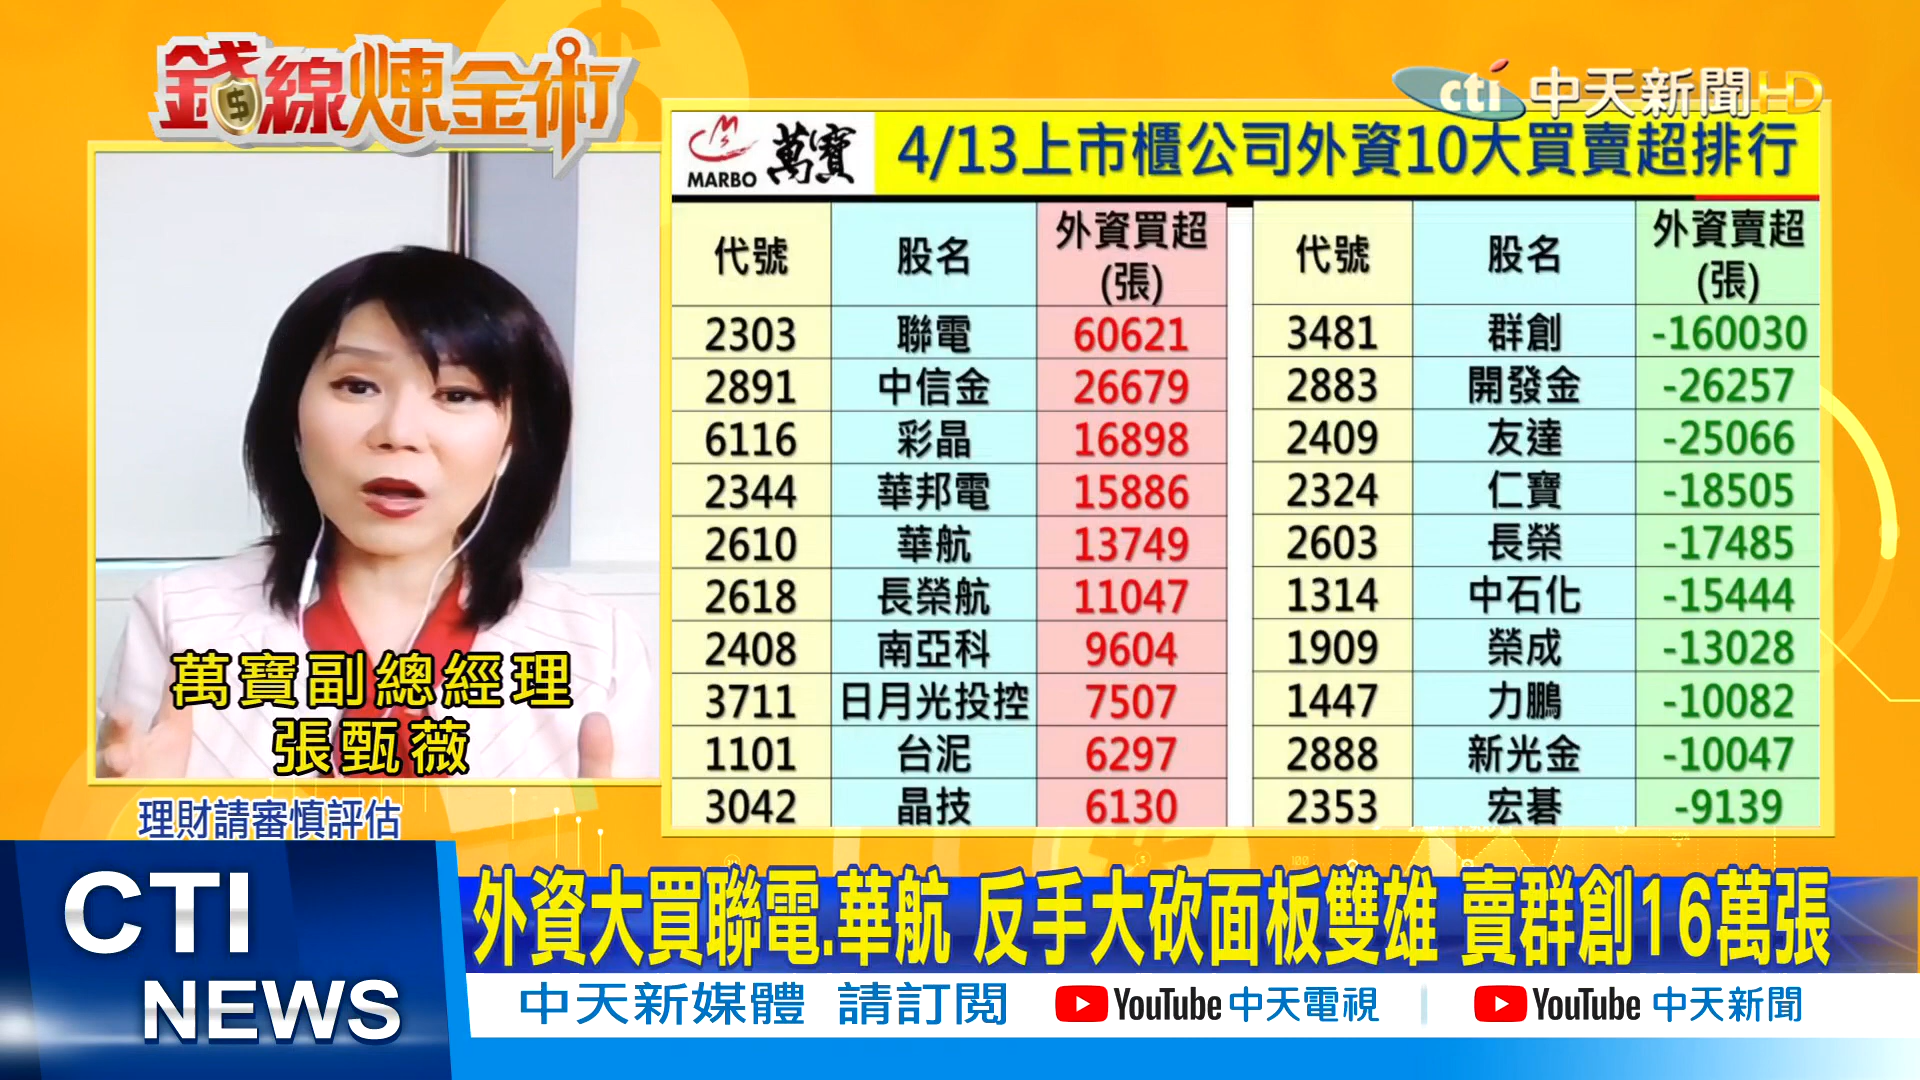 錢線煉金術
cti 中天新聞HD
MARBO 萬寶
4/13上市櫃公司外資10大買賣超排行
代號 股名 外資買超(張) 代號 股名 外資賣超(張)
2303 聯電 60621 3481 群創 -160030
2891 中信金 26679 2883 開發金 -26257
6116 彩晶 16898 2409 友達 -25066
2344 華邦電 15886 2324 仁寶 -18505
2610 華航 13749 2603 長榮 -17485
2618 長榮航 11047 1314 中石化 -15444
2408 南亞科 9604 1909 榮成 -13028
3711 日月光投控 7507 1447 力鵬 -10082
1101 台泥 6297 2888 新光金 -10047
3042 晶技 6130 2353 宏碁 -9139
萬寶副總經理
張甄薇
理財請審慎評估
CTI
NEWS
外資大買聯電.華航 反手大砍面板雙雄 賣群創16萬張
中天新媒體 請訂閱 YouTube 中天電視 | YouTube 中天新聞